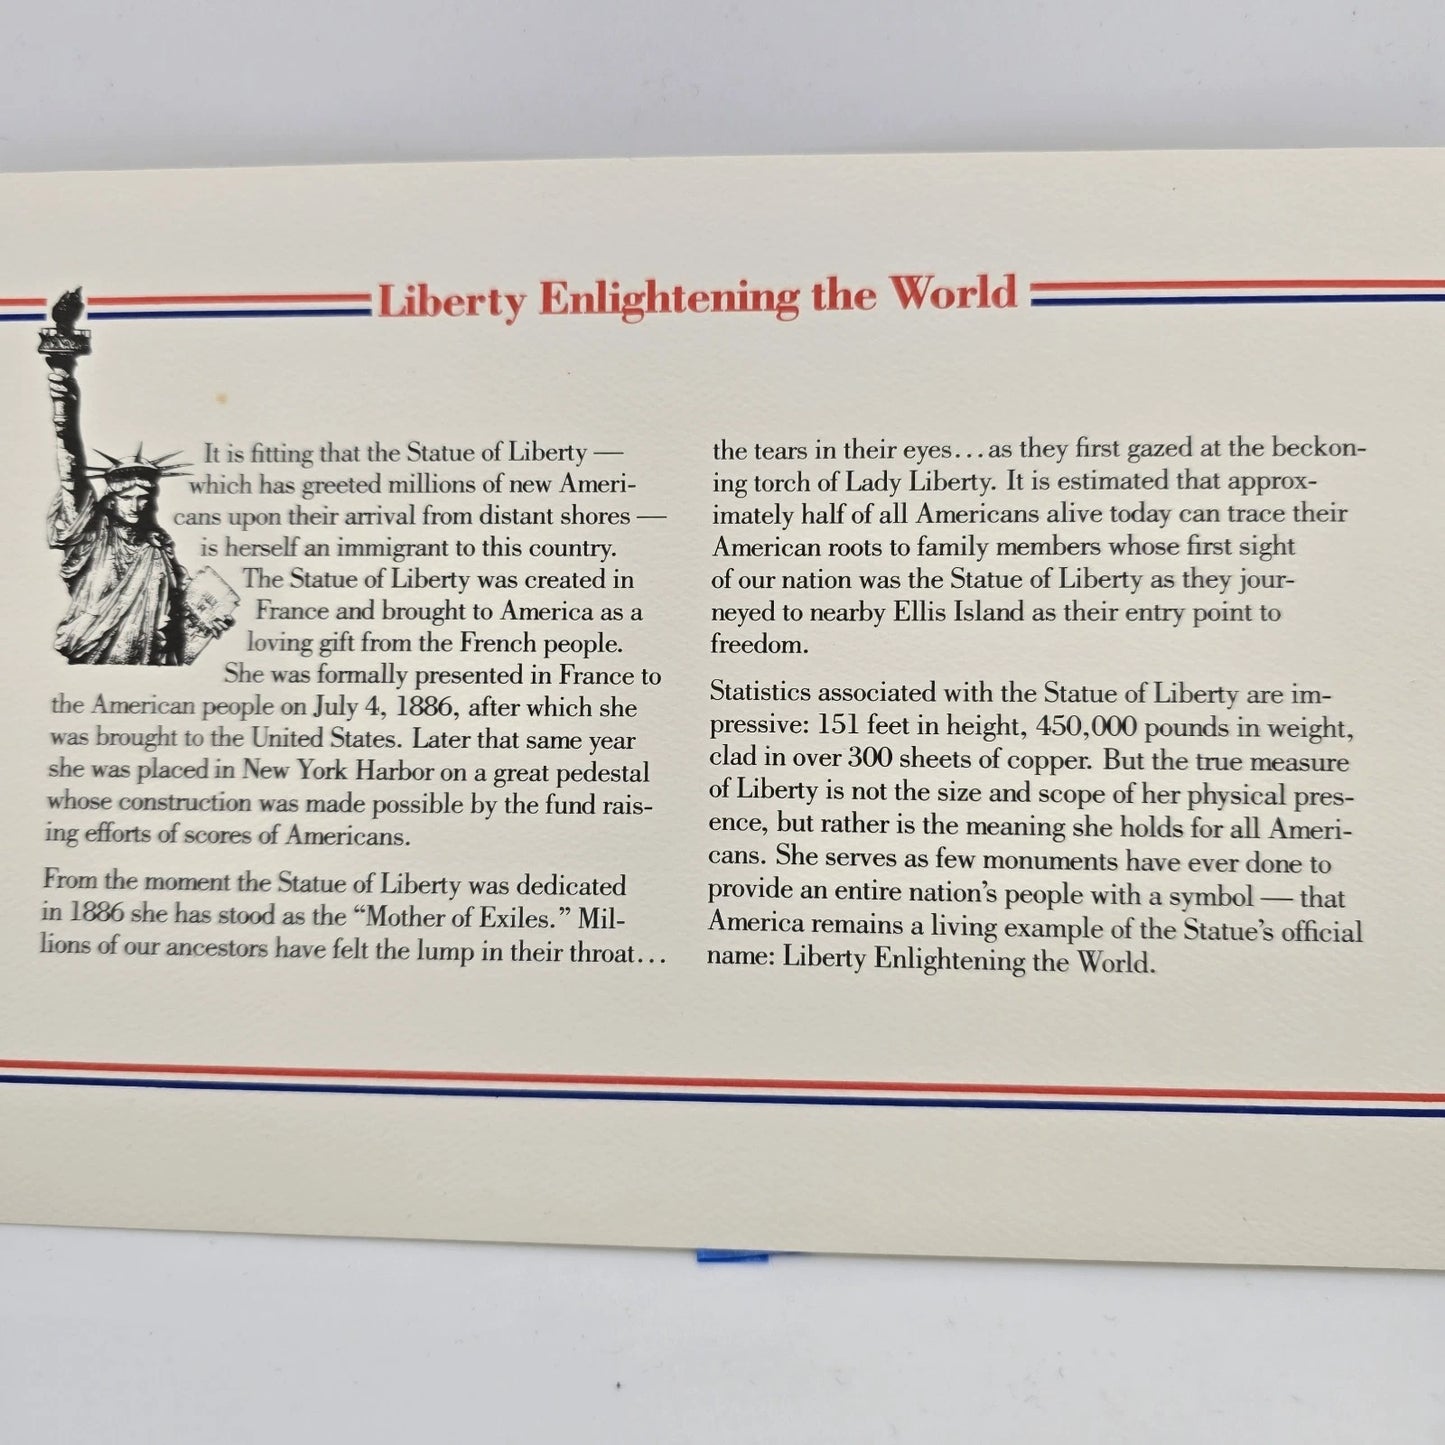 Liberty Enlightening the World
It is fitting that the Statue of Liberty —
which has greeted millions of new Ameri-
cans upon their arrival from distant shores —
is herself an immigrant to this country.
The Statue of Liberty was created in
France and brought to America as a
loving gift from the French people.
She was formally presented in France to
the American people on July 4, 1886, after which she
was brought to the United States. Later that same year
she was placed in New York Harbor on a great pedestal
whose construction was made possible by the fund rais-
ing efforts of scores of Americans.
From the moment the Statue of Liberty was dedicated
in 1886 she has stood as the “Mother of Exiles.” Mil-
lions of our ancestors have felt the lump in their throat...
the tears in their eyes...as they first gazed at the beckon-
ing torch of Lady Liberty. It is estimated that approx-
imately half of all Americans alive today can trace their
American roots to family members whose first sight
of our nation was the Statue of Liberty as they jour-
neyed to nearby Ellis Island as their entry point to
freedom.
Statistics associated with the Statue of Liberty are im-
pressive: 151 feet in height, 450,000 pounds in weight,
clad in over 300 sheets of copper. But the true measure
of Liberty is not the size and scope of her physical pres-
ence, but rather is the meaning she holds for all Ameri-
cans. She serves as few monuments have ever done to
provide an entire nation’s people with a symbol — that
America remains a living example of the Statue’s official
name: Liberty Enlightening the World.